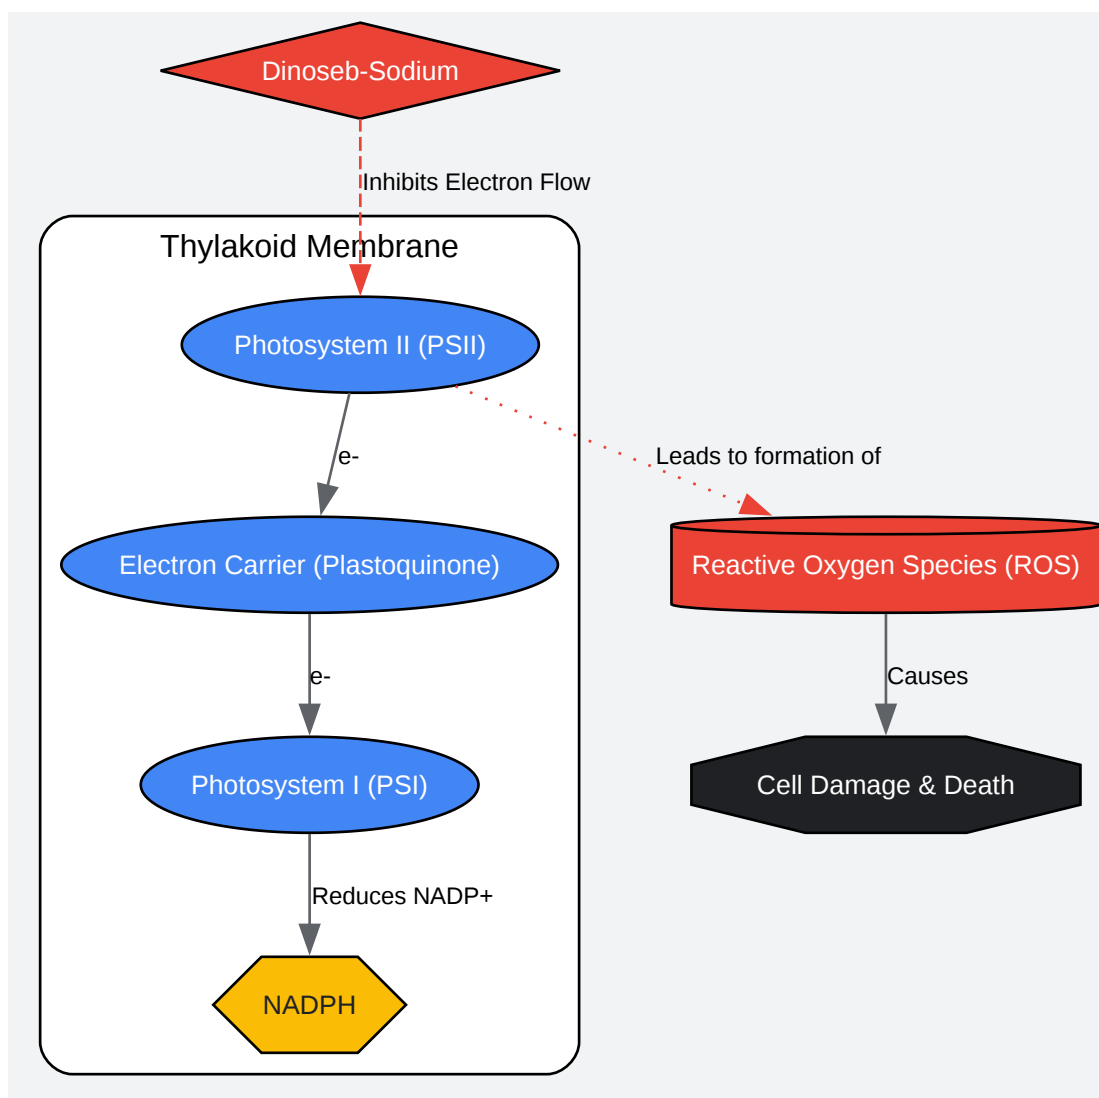 Dinoseb-Sodium
Inhibits Electron Flow
Thylakoid Membrane
Photosystem II (PSII)
e-
Leads to formation of
Electron Carrier (Plastoquinone)
Reactive Oxygen Species (ROS)
e-
Causes
Photosystem I (PSI)
Cell Damage & Death
Reduces NADP+
NADPH